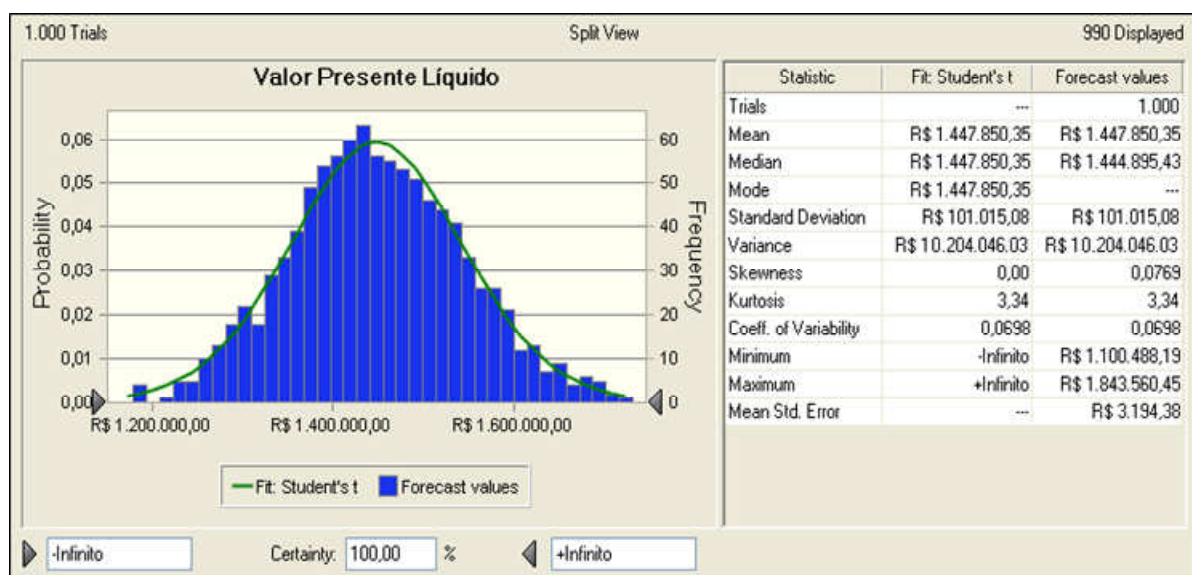 1.000 Trials Split View 990 Displayed
Valor Presente Líquido
Probability
0,06
0,05
0,04
0,03
0,02
0,01
0,00
60
50
40
30
20
10
0
Frequency
R$ 1.200.000,00 R$ 1.400.000,00 R$ 1.600.000,00
Fit: Student's t Forecast values
Statistic Fit: Student's t Forecast values
Trials --- 1.000
Mean R$ 1.447.850,35 R$ 1.447.850,35
Median R$ 1.447.850,35 R$ 1.444.895,43
Mode R$ 1.447.850,35 ---
Standard Deviation R$ 101.015,08 R$ 101.015,08
Variance R$ 10.204.046.03 R$ 10.204.046.03
Skewness 0,00 0,0769
Kurtosis 3,34 3,34
Coeff. of Variability 0,0698 0,0698
Minimum -Infinito R$ 1.100.488,19
Maximum +Infinito R$ 1.843.560,45
Mean Std. Error --- R$ 3.194,38
-Infinito Certainty: 100,00 % +Infinito